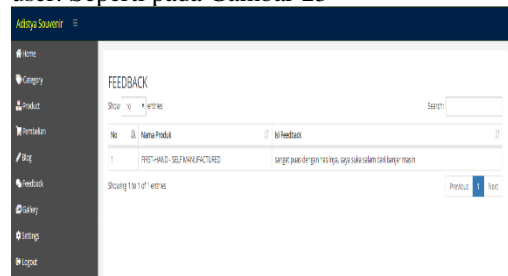 user. Seperti pada Gambar 23
Adistya Souvenir
Home
Category
Product
Pembelian
Blog
Feedback
Gallery
Settings
Logout
FEEDBACK
Show 10 entries
Search:
No Nama Produk Isi Feedback
1 FIRST-HAND - SELF MANUFACTURED sangat puas dengan hasilnya, saya suka salam dari banjar masin
Showing 1 to 1 of 1 entries
Previous 1 Next